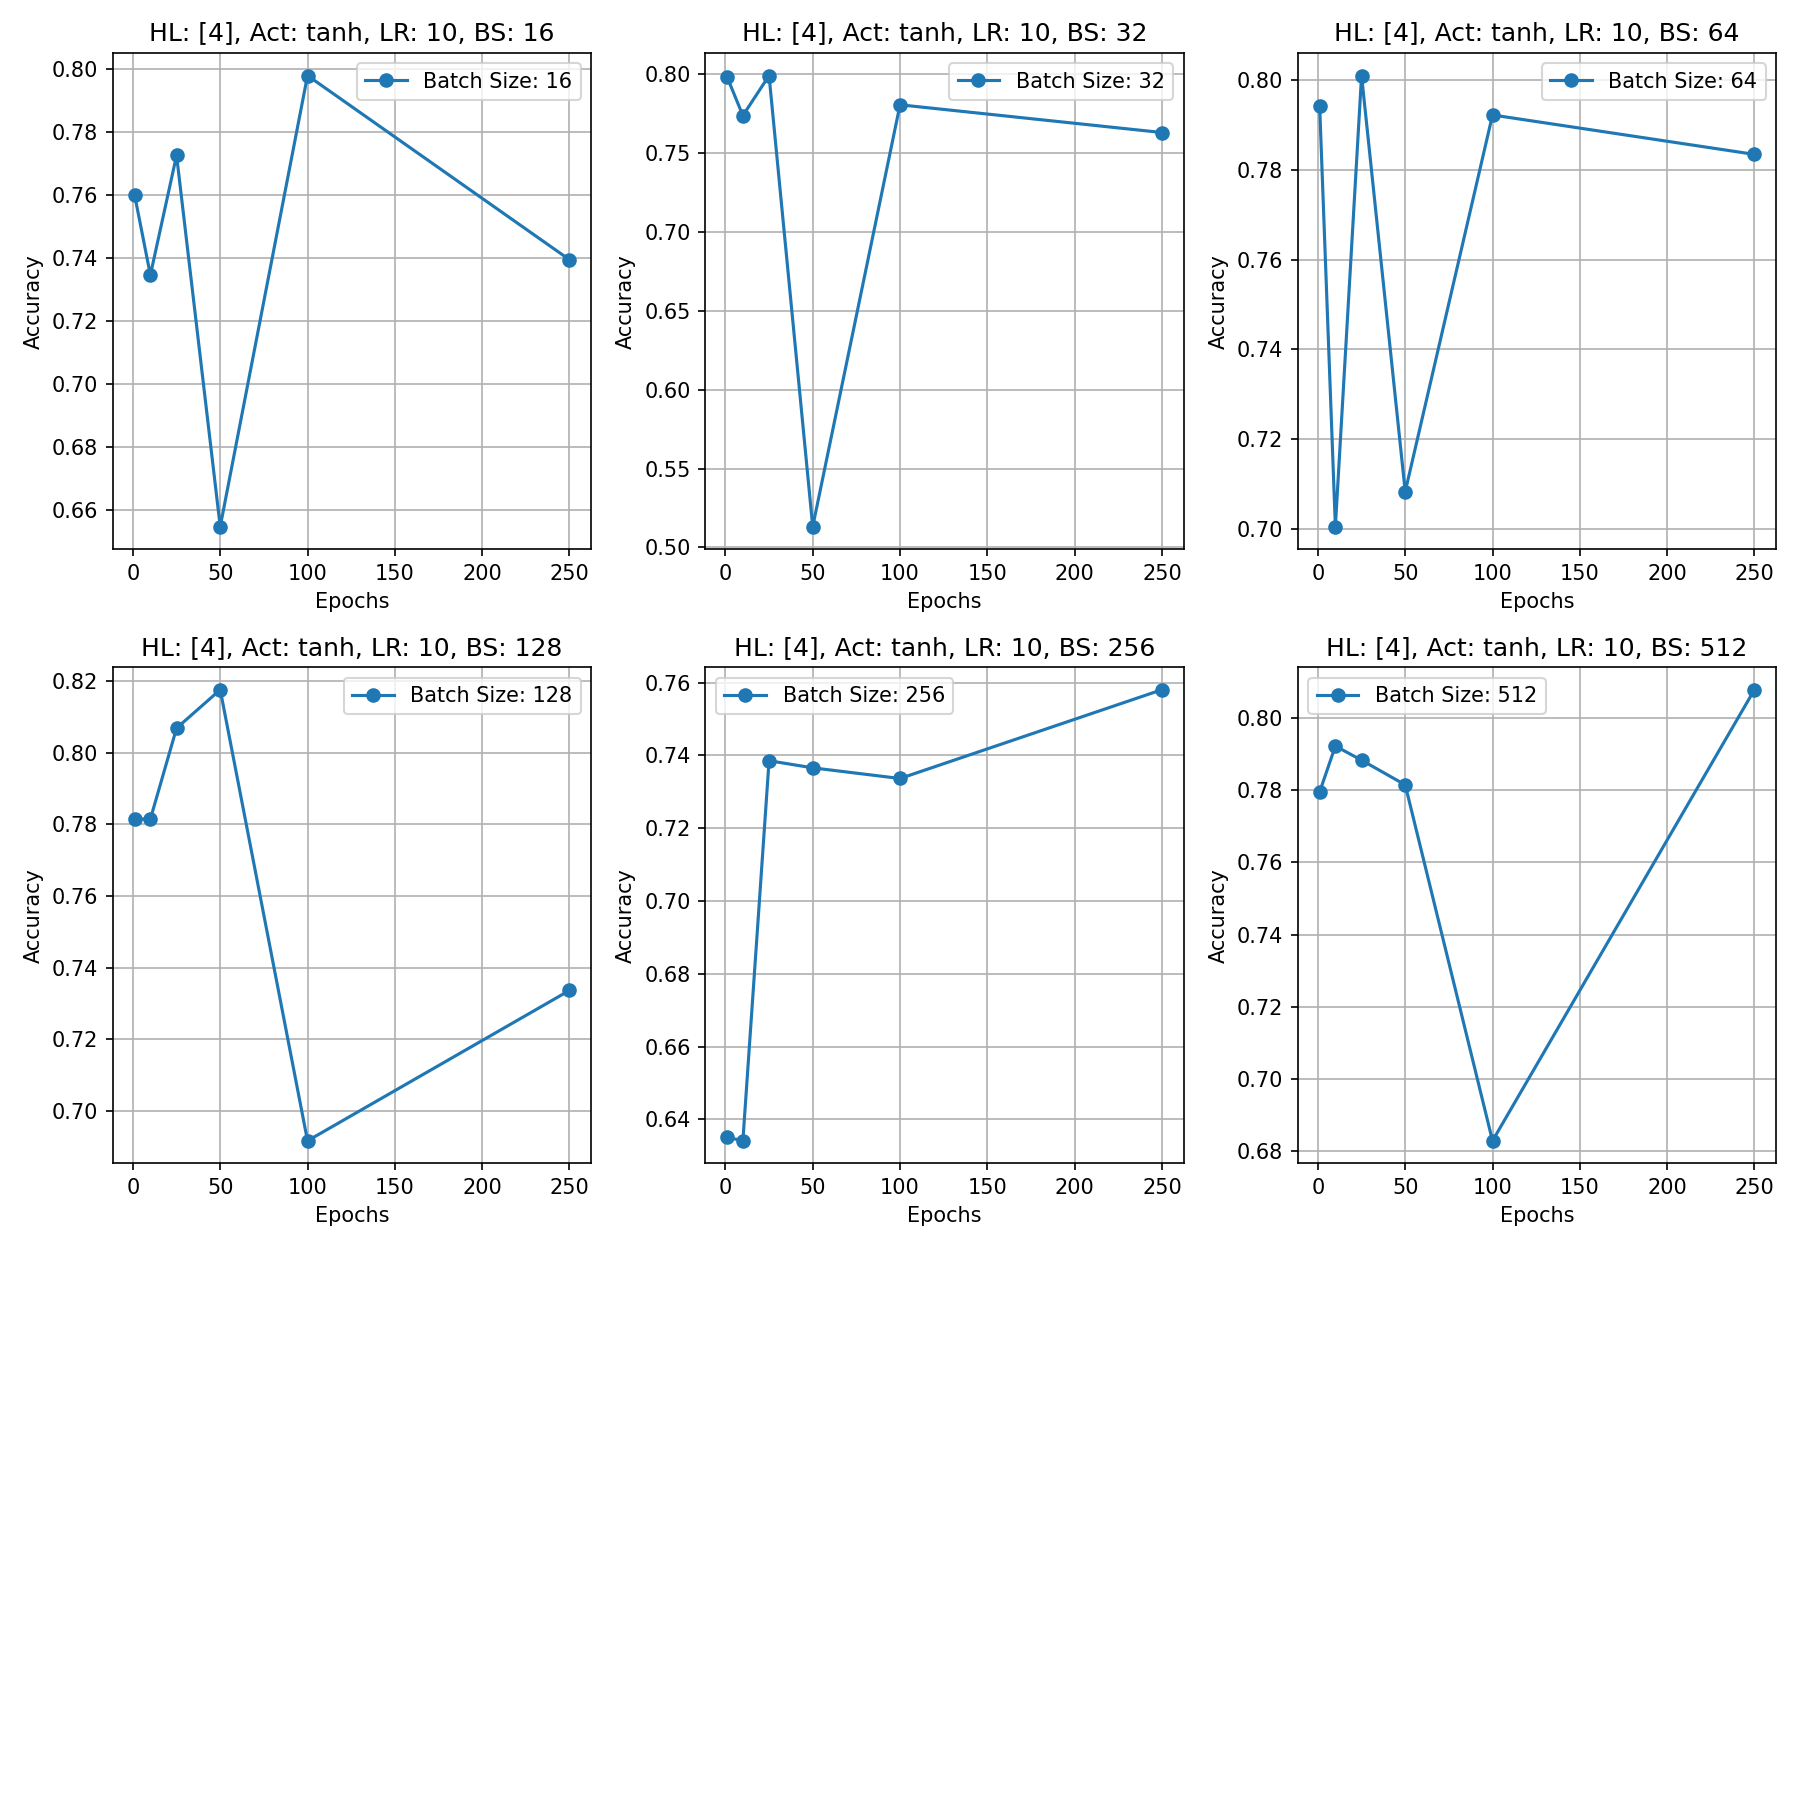 HL: [4], Act: tanh, LR: 10, BS: 16
Batch Size: 16
Accuracy
0.80
0.78
0.76
0.74
0.72
0.70
0.68
0.66
0 50 100 150 200 250
Epochs
HL: [4], Act: tanh, LR: 10, BS: 32
Batch Size: 32
Accuracy
0.80
0.75
0.70
0.65
0.60
0.55
0.50
0 50 100 150 200 250
Epochs
HL: [4], Act: tanh, LR: 10, BS: 64
Batch Size: 64
Accuracy
0.80
0.78
0.76
0.74
0.72
0.70
0 50 100 150 200 250
Epochs
HL: [4], Act: tanh, LR: 10, BS: 128
Batch Size: 128
Accuracy
0.82
0.80
0.78
0.76
0.74
0.72
0.70
0 50 100 150 200 250
Epochs
HL: [4], Act: tanh, LR: 10, BS: 256
Batch Size: 256
Accuracy
0.76
0.74
0.72
0.70
0.68
0.66
0.64
0 50 100 150 200 250
Epochs
HL: [4], Act: tanh, LR: 10, BS: 512
Batch Size: 512
Accuracy
0.80
0.78
0.76
0.74
0.72
0.70
0.68
0 50 100 150 200 250
Epochs